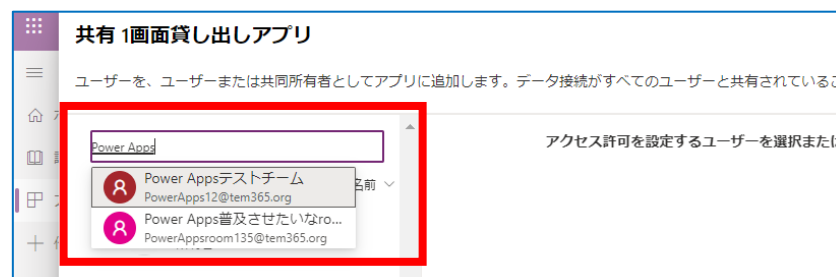 共有 1画面貸し出しアプリ
ユーザーを、ユーザーまたは共同所有者としてアプリに追加します。データ接続がすべてのユーザーと共有されている
Power Apps
アクセス許可を設定するユーザーを選択または
Power Appsテストチーム
名前
PowerApps12@tem365.org
Power Apps普及させたいなro...
PowerAppsroom135@tem365.org